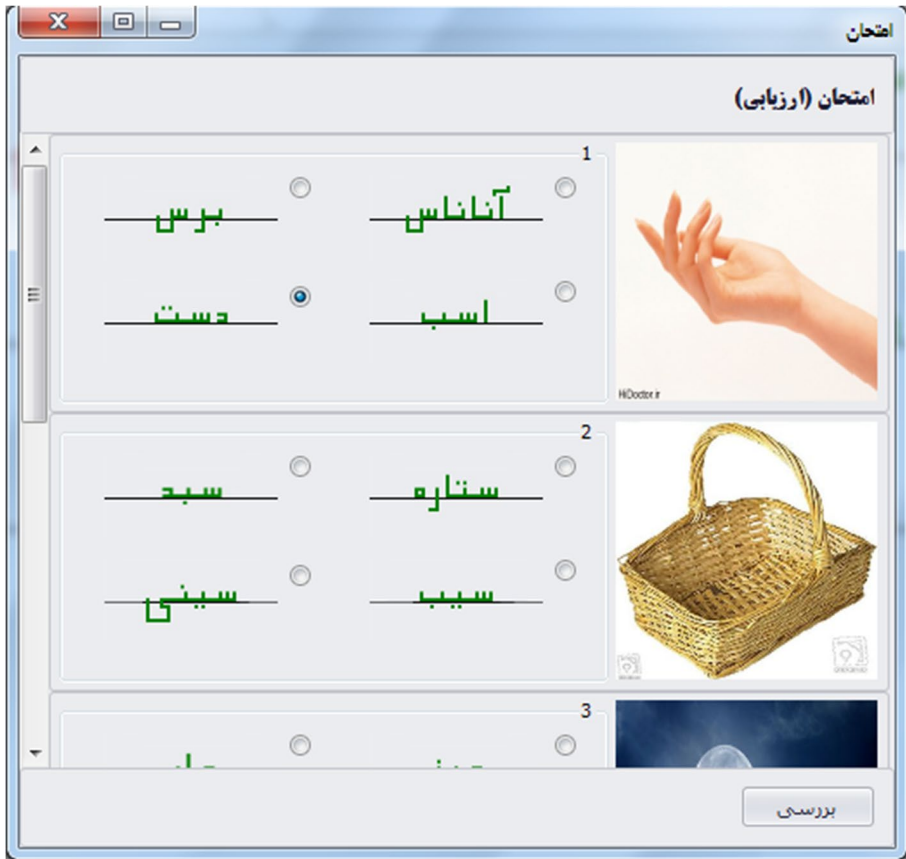 امتحان
امتحان (ارزیابی)
1
آناناس
برس
اسب
دست
HiDoctor.ir
2
ستاره
سبد
سیب
سینی
3
بررسی